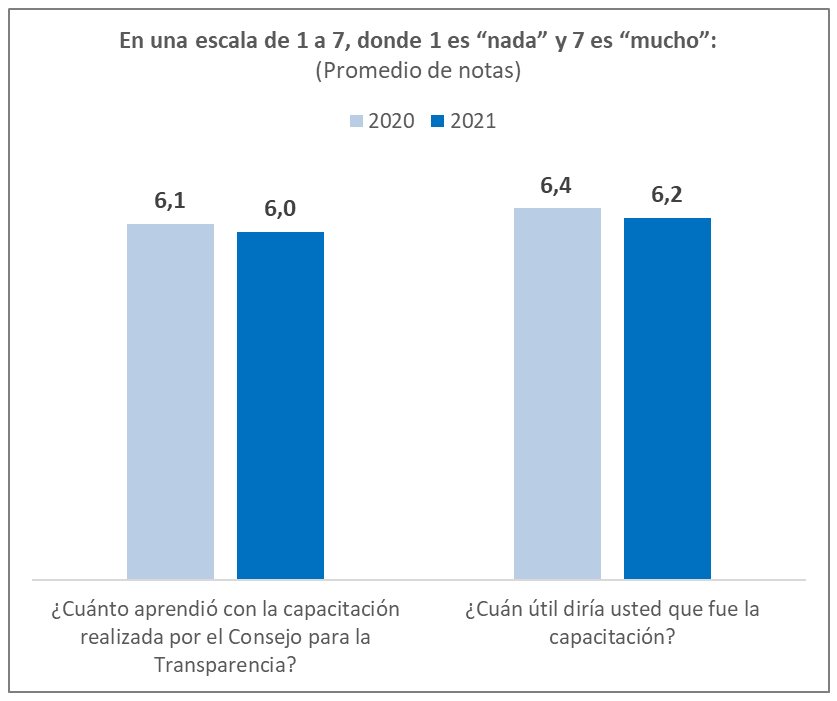 En una escala de 1 a 7, donde 1 es “nada” y 7 es “mucho”:
(Promedio de notas)
2020 2021
6,1
6,0
6,4
6,2
¿Cuánto aprendió con la capacitación
realizada por el Consejo para la
Transparencia?
¿Cuán útil diría usted que fue la
capacitación?